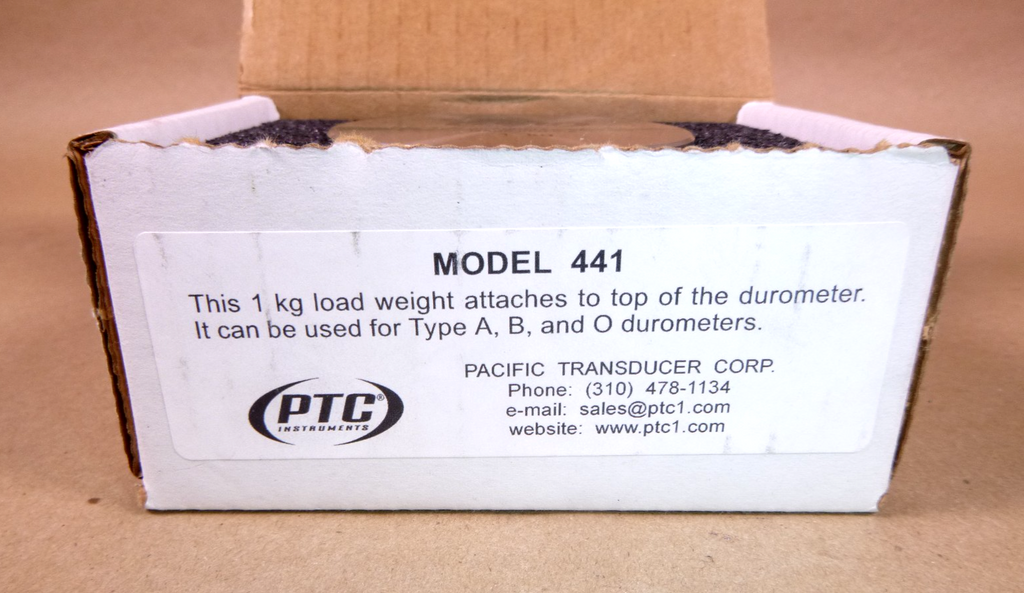 MODEL 441
This 1 kg load weight attaches to top of the durometer.
It can be used for Type A, B, and O durometers.
PACIFIC TRANSDUCER CORP.
Phone: (310) 478-1134
e-mail: sales@ptc1.com
website: www.ptc1.com
PTC®
INSTRUMENTS